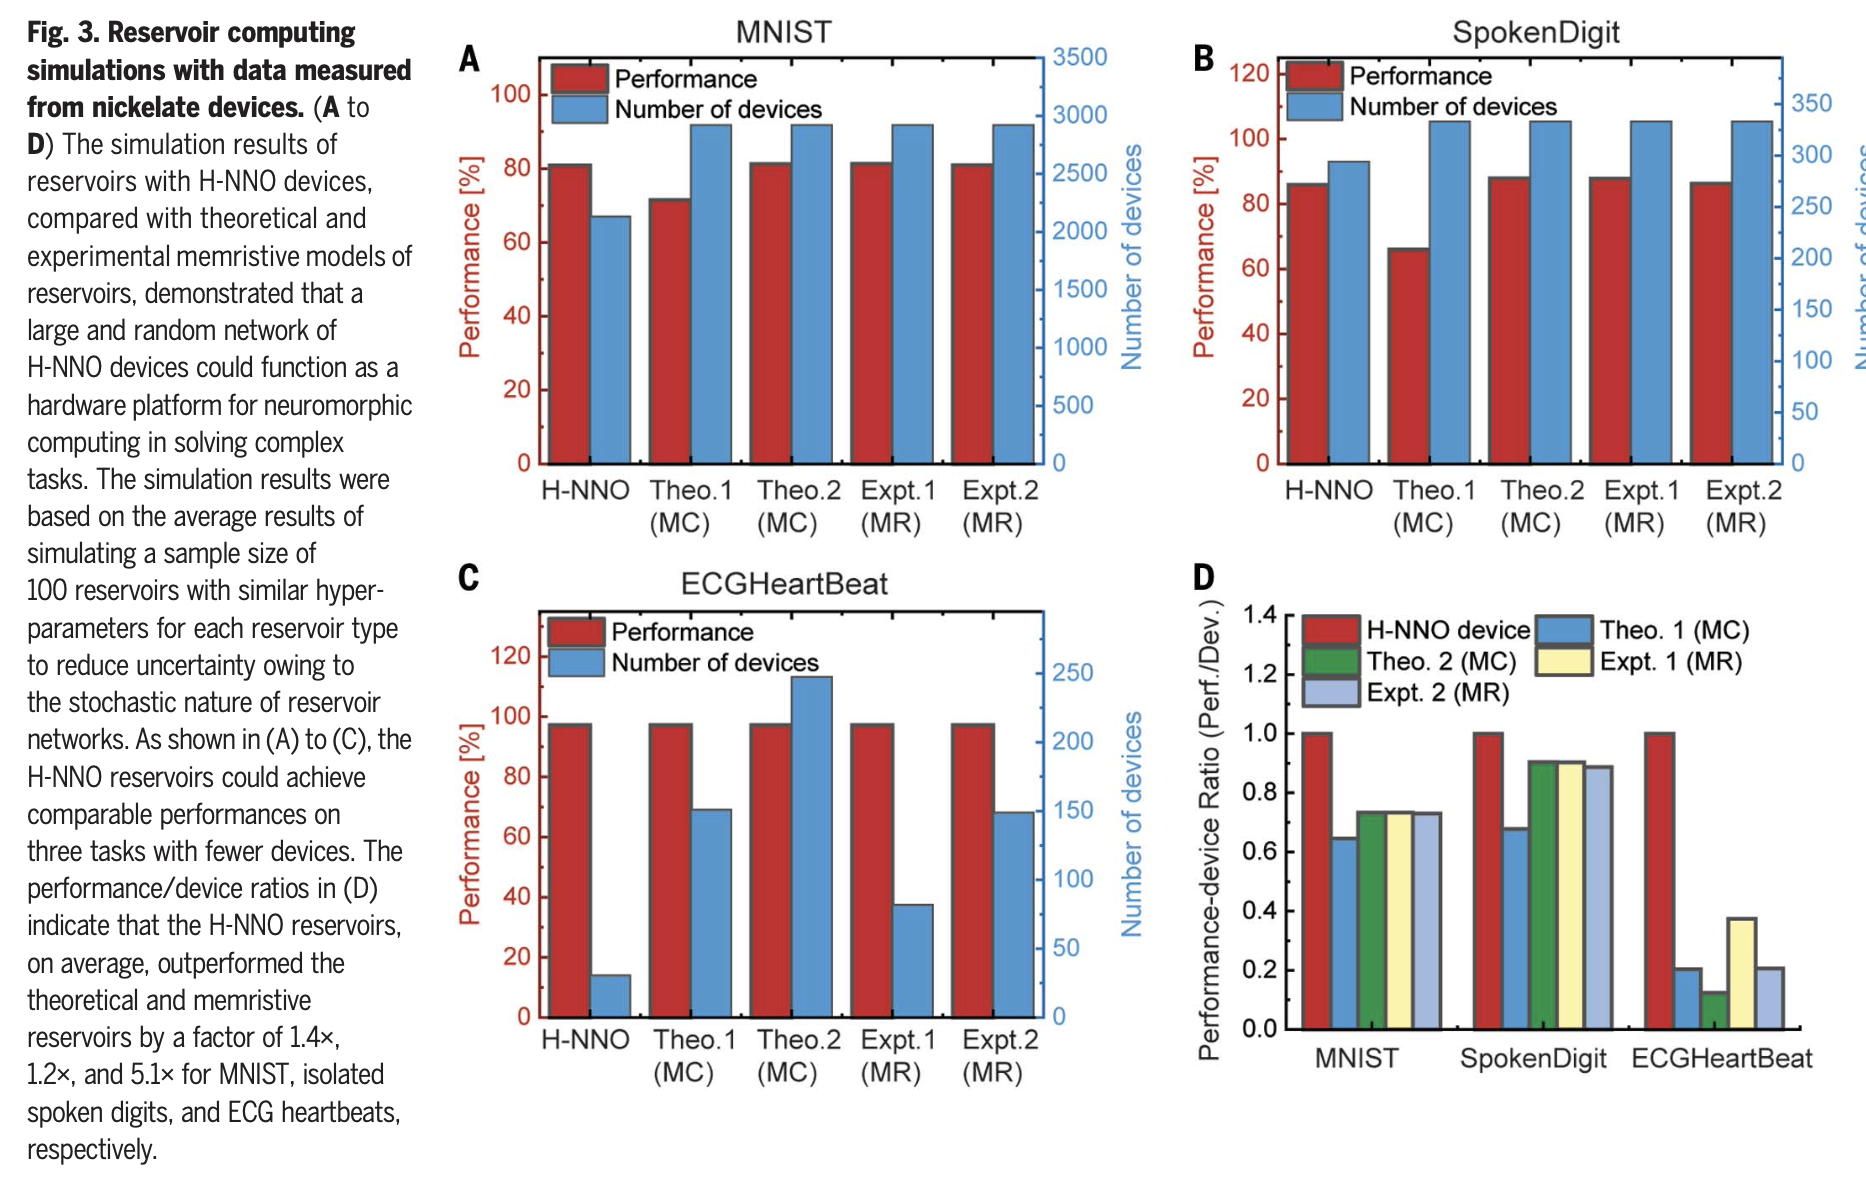 Fig. 3. Reservoir computing
simulations with data measured
from nickelate devices. (A to
D) The simulation results of
reservoirs with H-NNO devices,
compared with theoretical and
experimental memristive models of
reservoirs, demonstrated that a
large and random network of
H-NNO devices could function as a
hardware platform for neuromorphic
computing in solving complex
tasks. The simulation results were
based on the average results of
simulating a sample size of
100 reservoirs with similar hyper-
parameters for each reservoir type
to reduce uncertainty owing to
the stochastic nature of reservoir
networks. As shown in (A) to (C), the
H-NNO reservoirs could achieve
comparable performances on
three tasks with fewer devices. The
performance/device ratios in (D)
indicate that the H-NNO reservoirs,
on average, outperformed the
theoretical and memristive
reservoirs by a factor of 1.4×,
1.2×, and 5.1× for MNIST, isolated
spoken digits, and ECG heartbeats,
respectively.
A
MNIST
Performance
Number of devices
Performance [%]
100
80
60
40
20
0
3500
3000
2500
2000
1500
1000
500
0
Number of devices
H-NNO Theo.1 Theo.2 Expt.1 Expt.2
(MC) (MC) (MR) (MR)
B
SpokenDigit
Performance
Number of devices
Performance [%]
120
100
80
60
40
20
0
350
300
250
200
150
100
50
0
Number of devices
H-NNO Theo.1 Theo.2 Expt.1 Expt.2
(MC) (MC) (MR) (MR)
C
ECGHeartBeat
Performance
Number of devices
Performance [%]
120
100
80
60
40
20
0
250
200
150
100
50
0
Number of devices
H-NNO Theo.1 Theo.2 Expt.1 Expt.2
(MC) (MC) (MR) (MR)
D
H-NNO device Theo. 1 (MC)
Theo. 2 (MC) Expt. 1 (MR)
Expt. 2 (MR)
Performance-device Ratio (Perf./Dev.)
1.4
1.2
1.0
0.8
0.6
0.4
0.2
0.0
MNIST SpokenDigit ECGHeartBeat